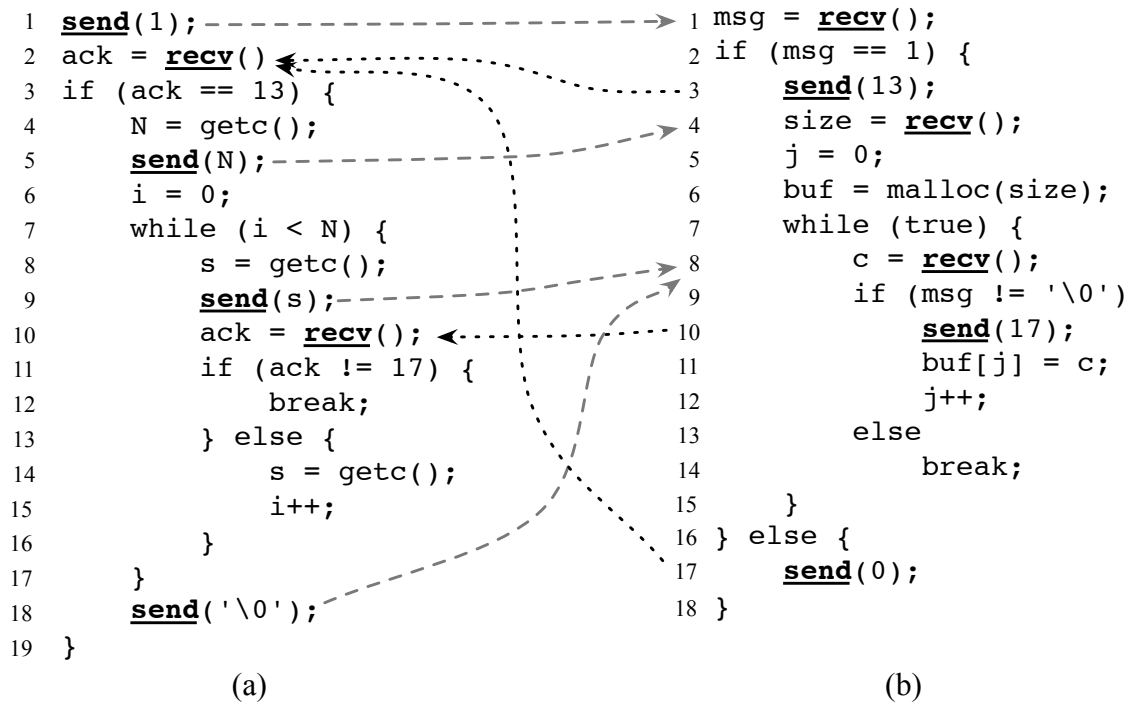 1 send(1);
2 ack = recv()
3 if (ack == 13) {
4 N = getc();
5 send(N);
6 i = 0;
7 while (i < N) {
8 s = getc();
9 send(s);
10 ack = recv();
11 if (ack != 17) {
12 break;
13 } else {
14 s = getc();
15 i++;
16 }
17 }
18 send('\0');
19 }
(a)
1 msg = recv();
2 if (msg == 1) {
3 send(13);
4 size = recv();
5 j = 0;
6 buf = malloc(size);
7 while (true) {
8 c = recv();
9 if (msg != '\0')
10 send(17);
11 buf[j] = c;
12 j++;
13 else
14 break;
15 }
16 } else {
17 send(0);
18 }
(b)